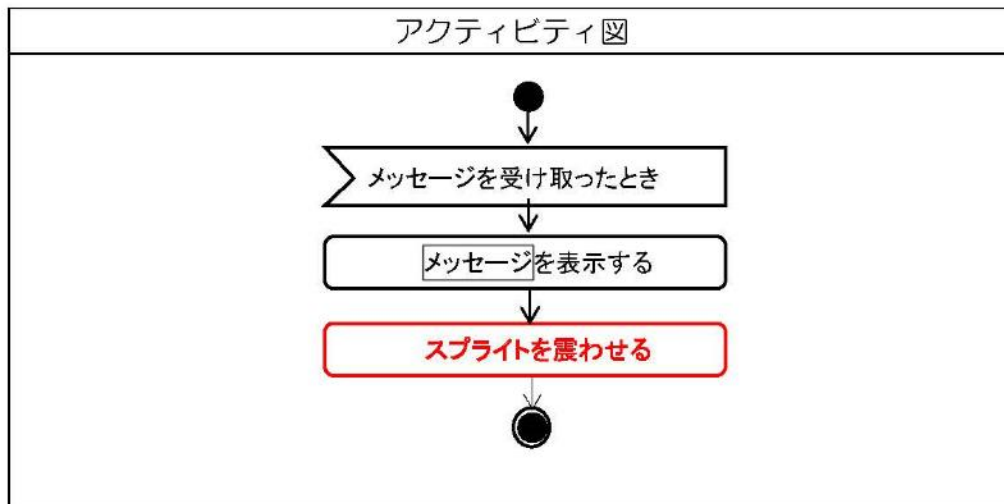 アクティビティ図
メッセージを受け取ったとき
メッセージを表示する
スプライトを震わせる